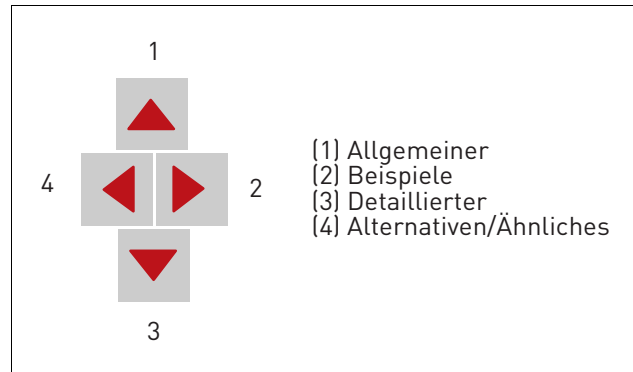 1
4
2
3
(1) Allgemeiner
(2) Beispiele
(3) Detaillierter
(4) Alternativen/Ähnliches